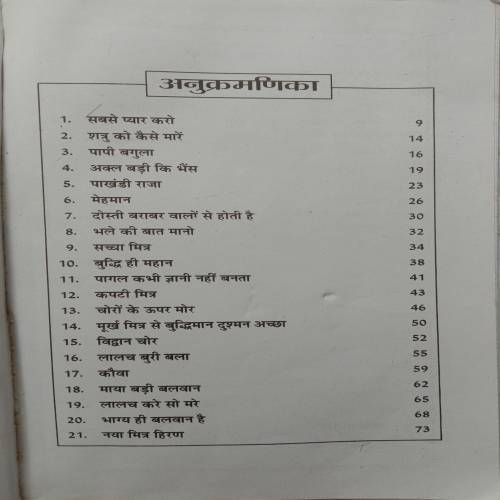 अनुक्रमणिका
1. सबसे प्यार करो 9
2. शत्रु को कैसे मारें 14
3. पापी बगुला 16
4. अक्ल बड़ी कि भैंस 19
5. पाखंडी राजा 23
6. मेहमान 26
7. दोस्ती बराबर वालों से होती है 30
8. भले की बात मानो 32
9. सच्चा मित्र 34
10. बुद्धि ही महान 38
11. पागल कभी ज्ञानी नहीं बनता 41
12. कपटी मित्र 43
13. चोरों के ऊपर मोर 46
14. मूर्ख मित्र से बुद्धिमान दुश्मन अच्छा 50
15. विद्वान चोर 52
16. लालच बुरी बला 55
17. कौवा 59
18. माया बड़ी बलवान 62
19. लालच करे सो मरे 65
20. भाग्य ही बलवान है 68
21. नया मित्र हिरण 73